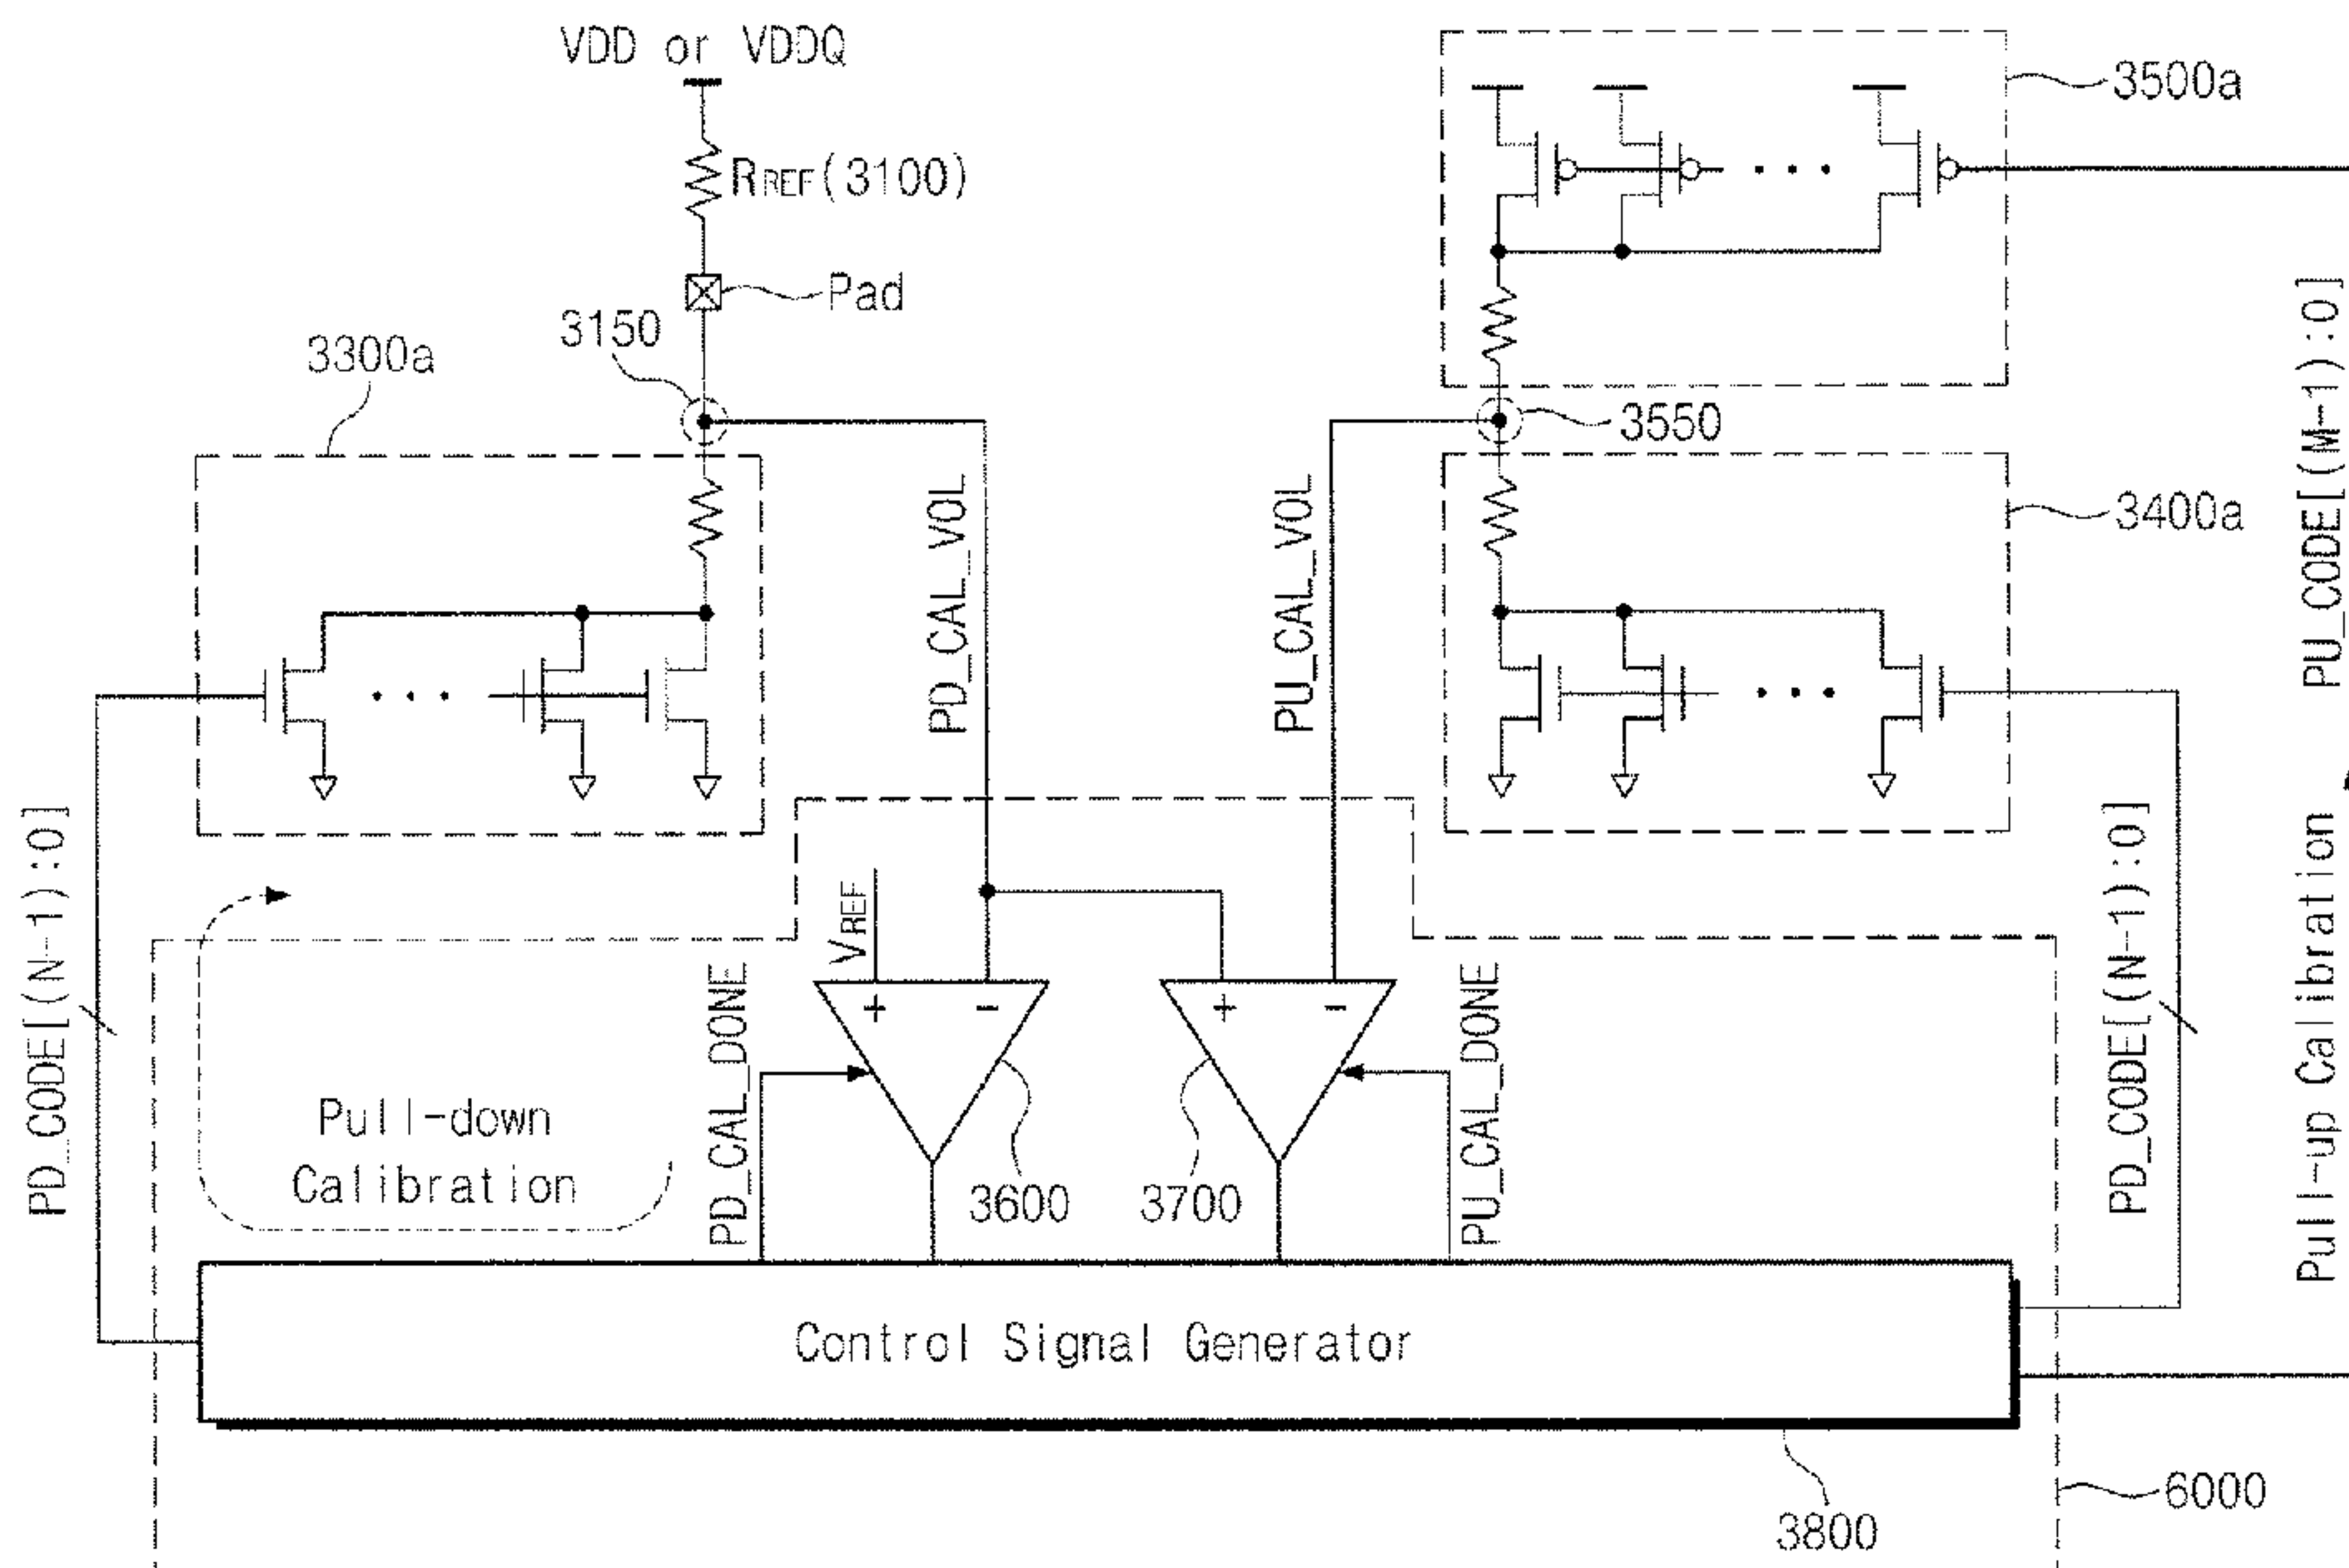 VDD or VDDQ
3500a
RREF(3100)
Pad
3150
3300a
3550
3400a
PD_CAL_VOL
PU_CAL_VOL
PU_CODE[(M-1):0]
PD_CODE[(N-1):0]
VREF
+
-
+
-
PD_CODE[(N-1):0]
Pull-up Calibration
PD_CAL_DONE
PU_CAL_DONE
Pull-down
Calibration
3600
3700
Control Signal Generator
6000
3800